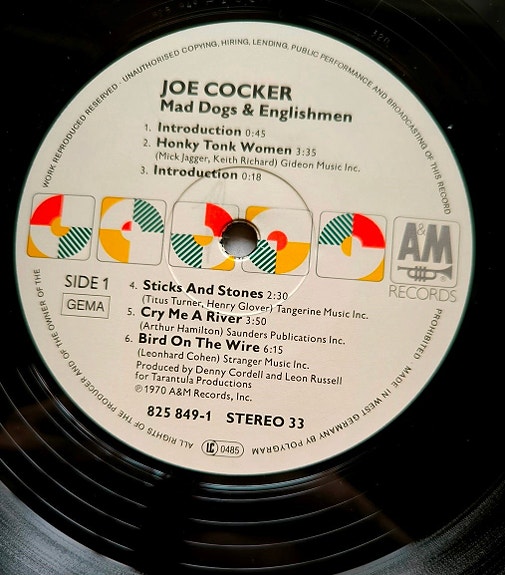 WORK REPRODUCED RESERVED · UNAUTHORISED COPYING, HIRING, LENDING, PUBLIC PERFORMANCE AND BROADCASTING OF THIS RECORD
PROHIBITED MADE IN WEST GERMANY BY POLYGRAM
ALL RIGHTS OF THE PRODUCER AND OF THE OWNER OF THE
JOE COCKER
Mad Dogs & Englishmen
1. Introduction 0:45
2. Honky Tonk Women 3:35
(Mick Jagger, Keith Richard) Gideon Music Inc.
3. Introduction 0:18
A&M
RECORDS
SIDE 1
GEMA
4. Sticks And Stones 2:30
(Titus Turner, Henry Glover) Tangerine Music Inc.
5. Cry Me A River 3:50
(Arthur Hamilton) Saunders Publications Inc.
6. Bird On The Wire 6:15
(Leonhard Cohen) Stranger Music Inc.
Produced by Denny Cordell and Leon Russell
for Tarantula Productions
℗ 1970 A&M Records, Inc.
825 849-1 STEREO 33
LC 0485